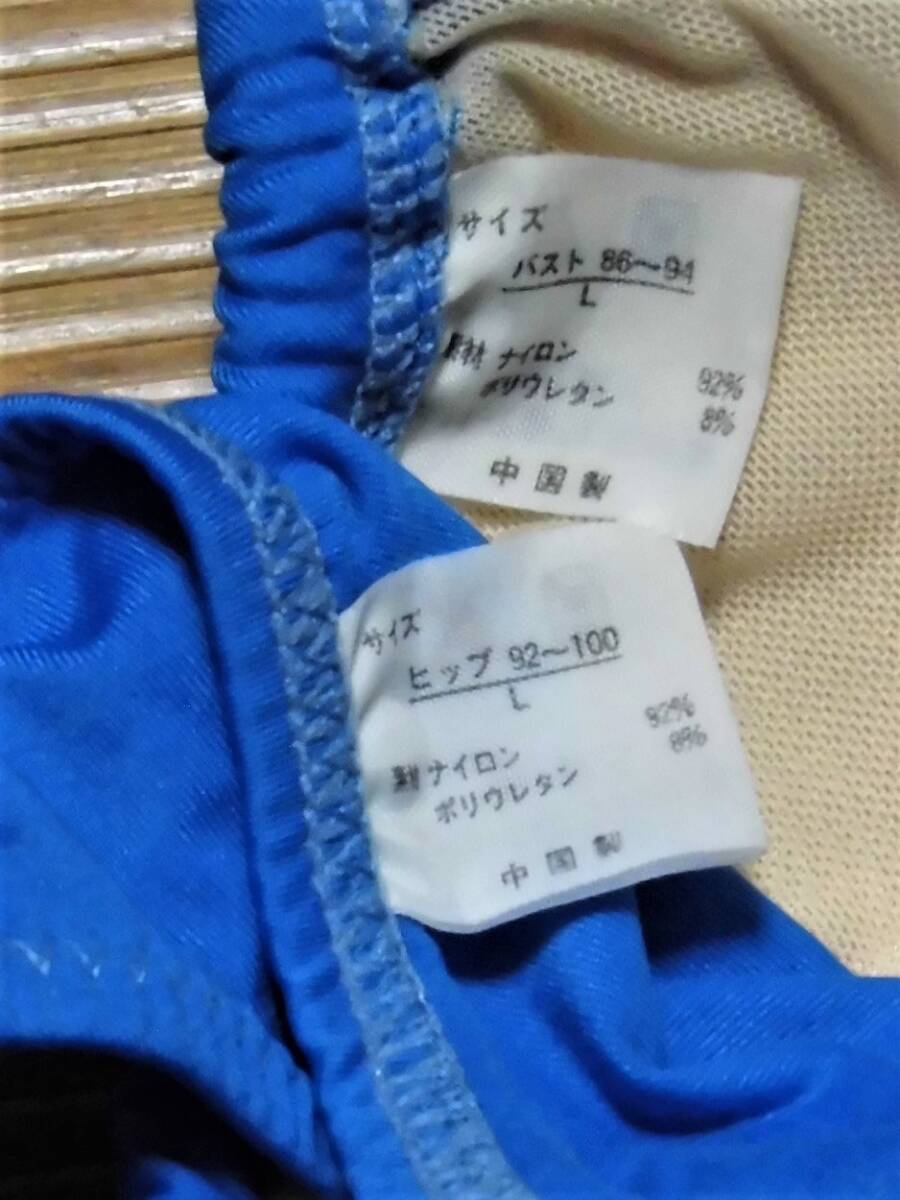 サイズ
バスト 86〜94
L
ナイロン 92%
ポリウレタン 8%
中国製
サイズ
ヒップ 92〜100
L
ナイロン 92%
ポリウレタン 8%
中国製